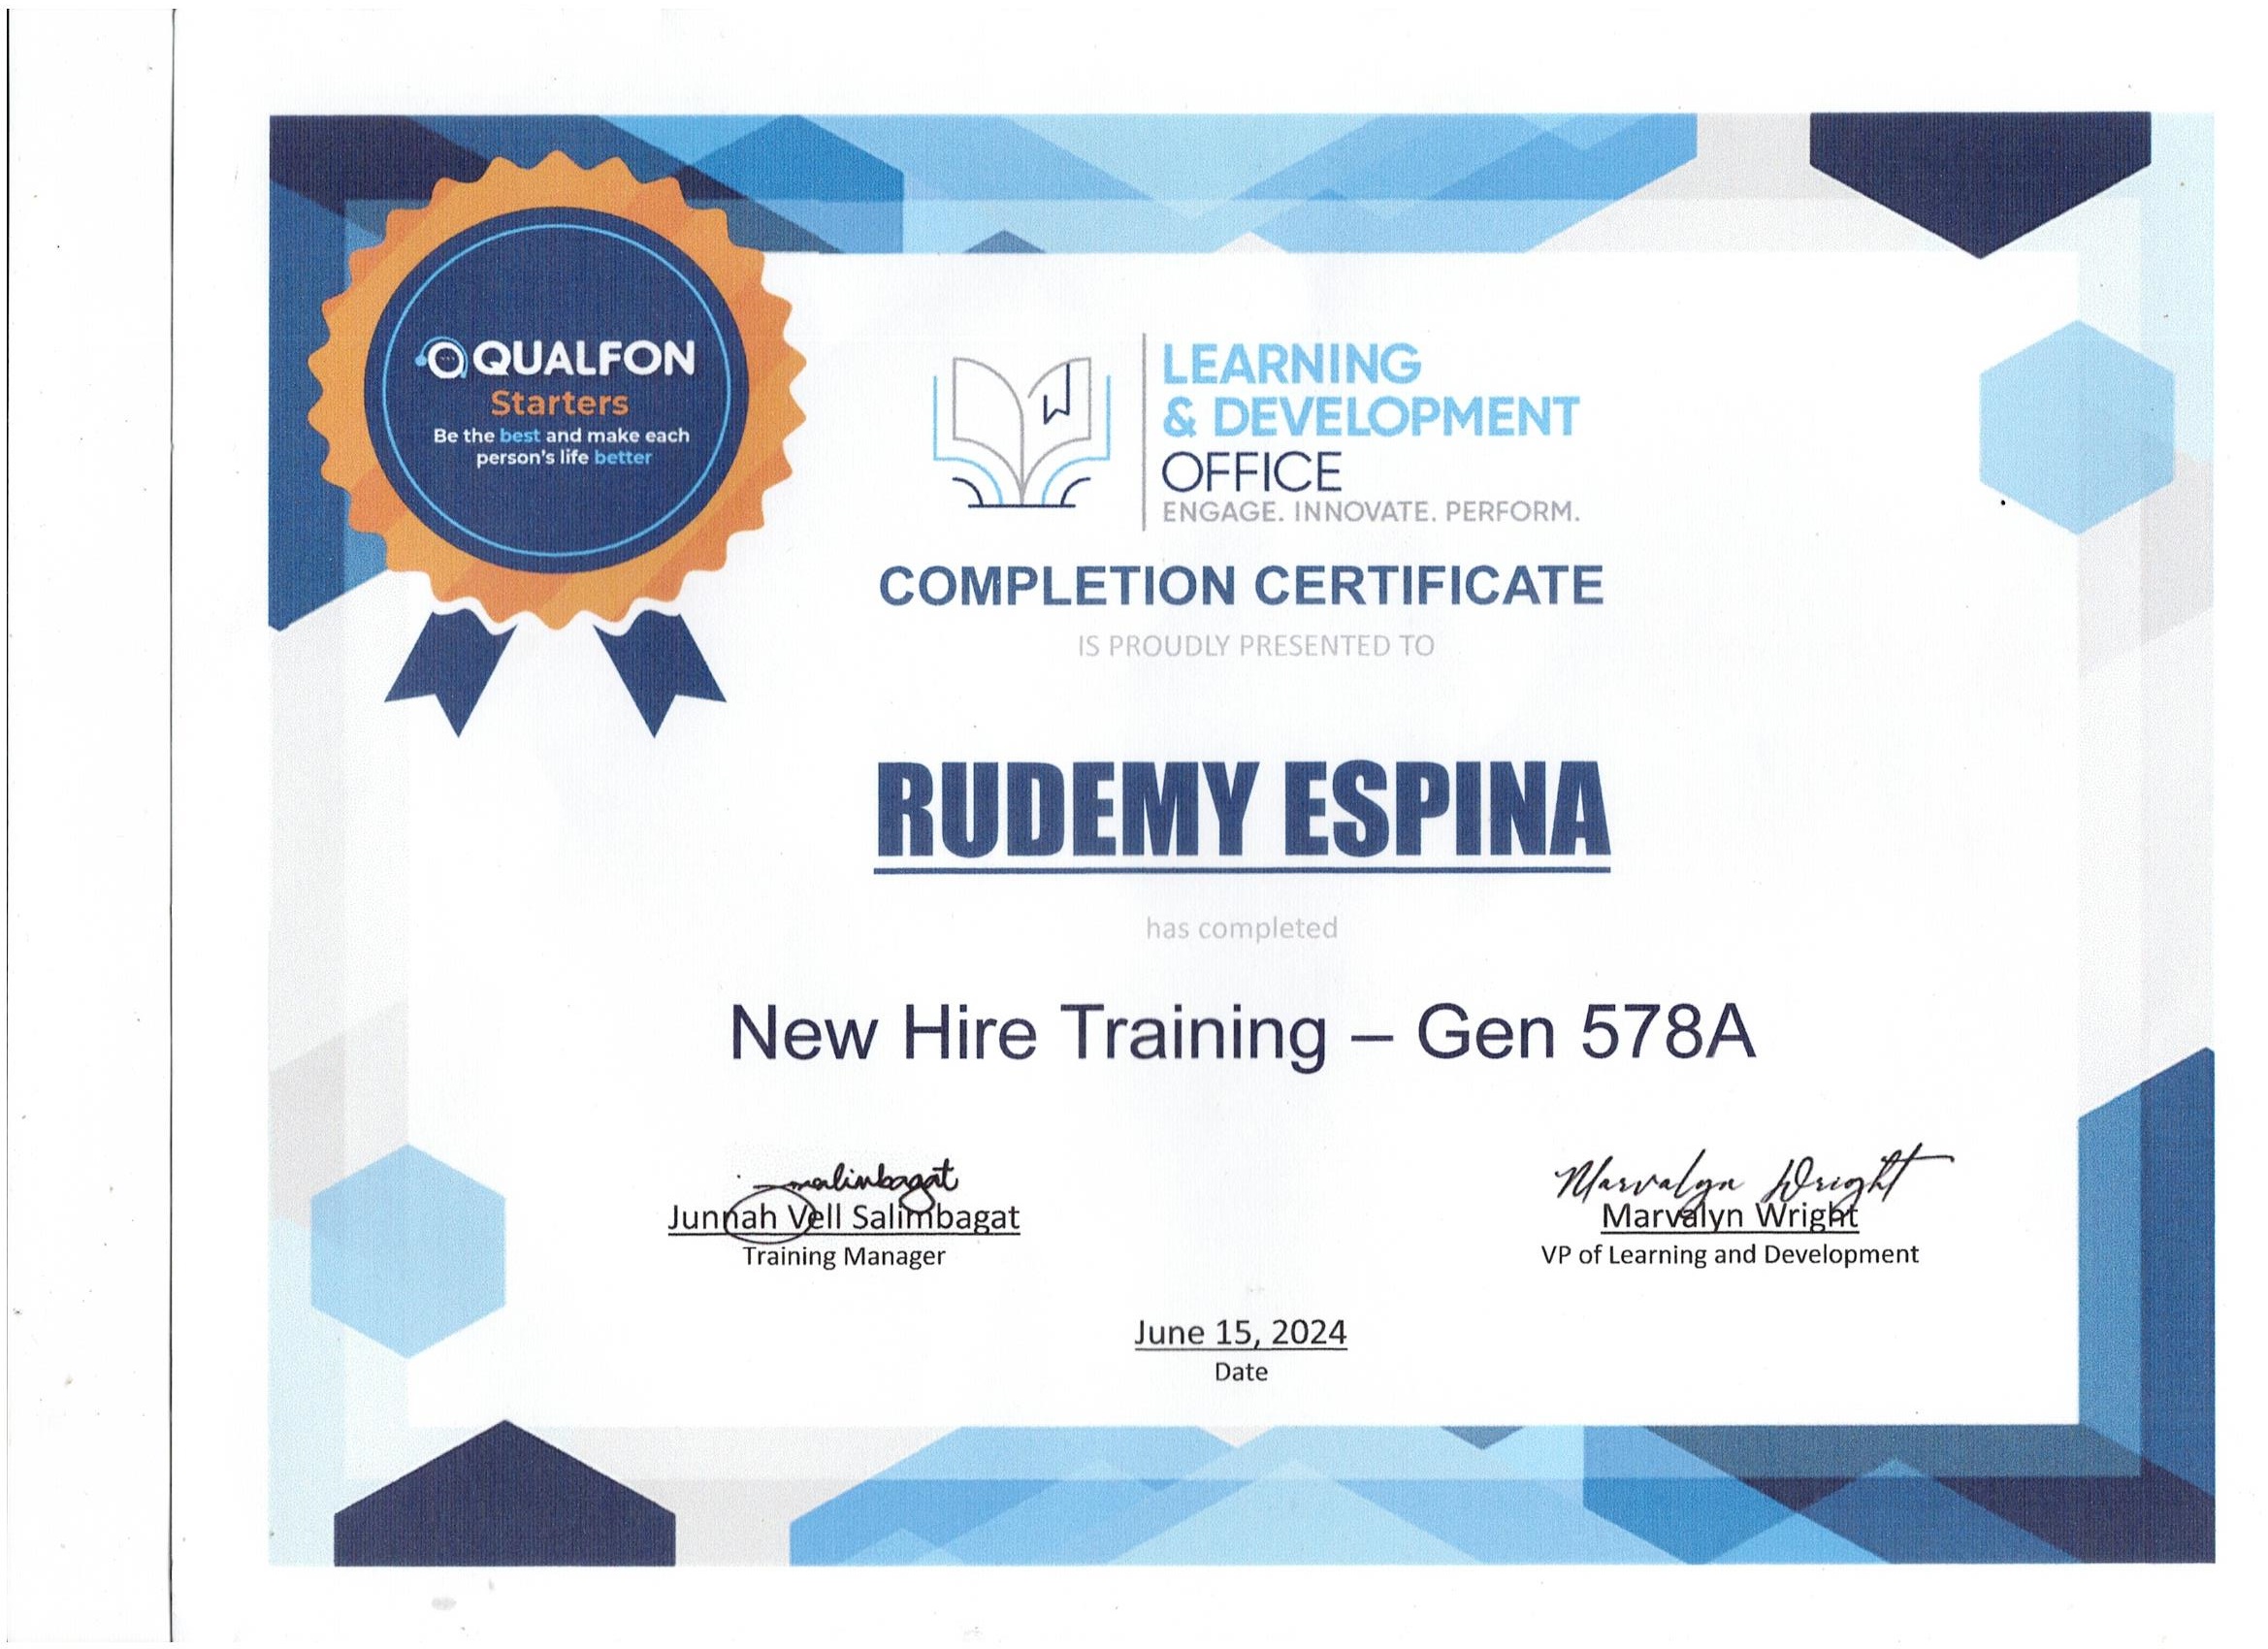 QUALFON
Starters
Be the best and make each
person's life better
LEARNING
& DEVELOPMENT
OFFICE
ENGAGE. INNOVATE. PERFORM.
COMPLETION CERTIFICATE
IS PROUDLY PRESENTED TO
RUDEMY ESPINA
has completed
New Hire Training – Gen 578A
Marvalyn Wright
Junnah Vell Salimbagat
Marvalyn Wright
Training Manager
VP of Learning and Development
June 15, 2024
Date